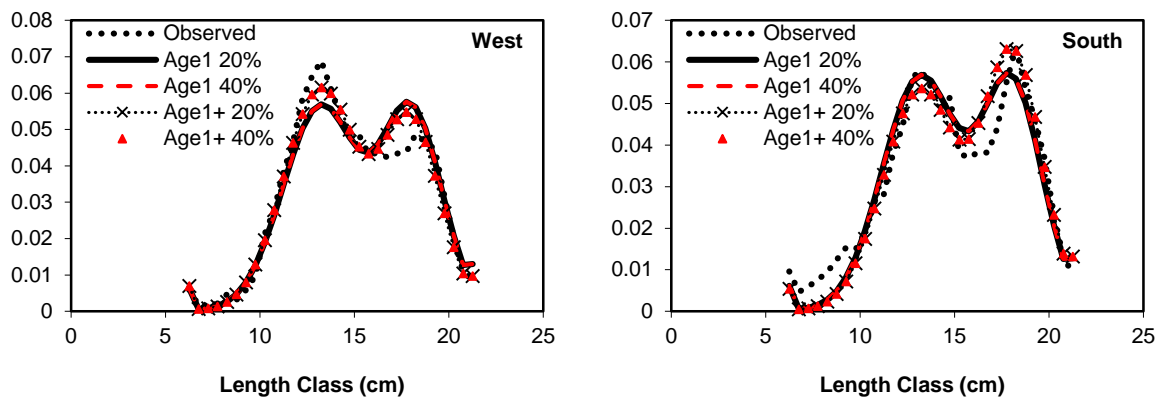 0.08
0.07
0.06
0.05
0.04
0.03
0.02
0.01
0
0
5
10
15
20
25
Observed
Age1 20%
Age1 40%
Age1+ 20%
Age1+ 40%
West
Length Class (cm)
0.07
0.06
0.05
0.04
0.03
0.02
0.01
0
0
5
10
15
20
25
Observed
Age1 20%
Age1 40%
Age1+ 20%
Age1+ 40%
South
Length Class (cm)